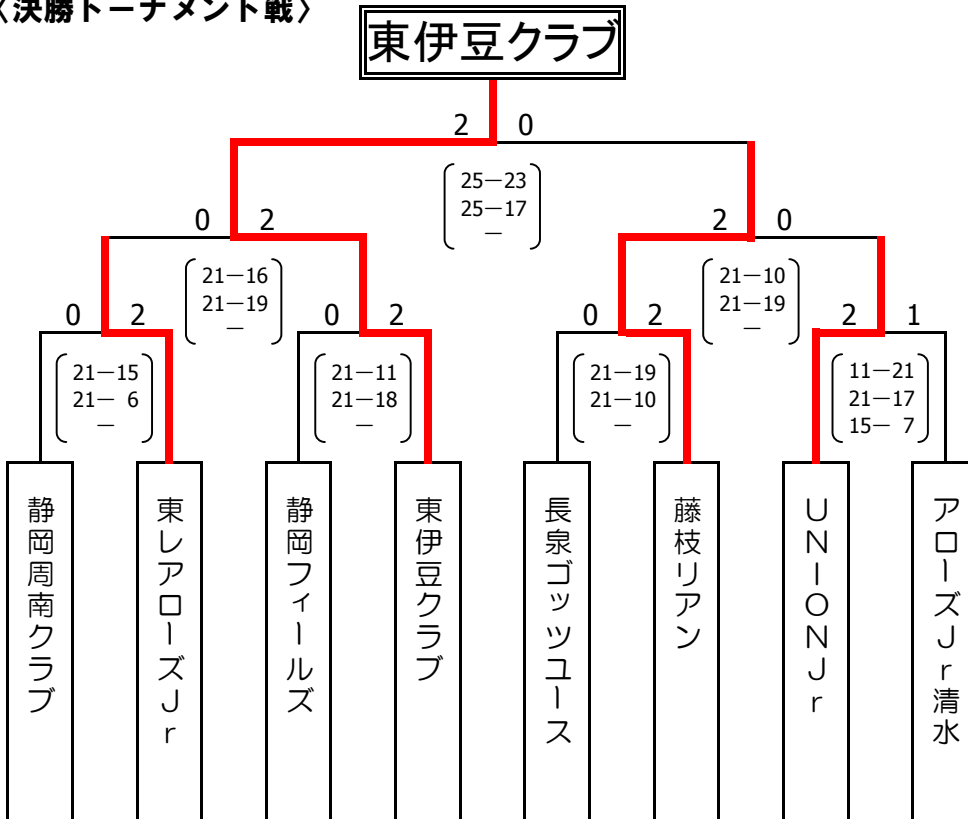 〈決勝トーナメント戦〉
東伊豆クラブ
2 0
25－23
25－17
－
0 2
2 0
21－16
21－19
－
21－10
21－19
－
0 2
0 2
0 2
2 1
21－15
21－ 6
－
21－11
21－18
－
21－19
21－10
－
11－21
21－17
15－ 7
静岡周南クラブ
東レアローズJr
静岡フィールズ
東伊豆クラブ
長泉ゴッツユース
藤枝リアン
UNIONJr
アローズJr清水